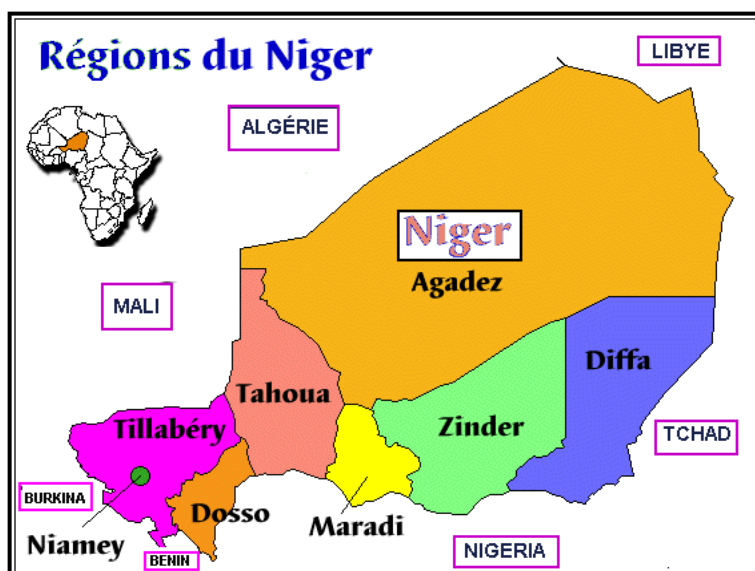 Régions du Niger
LIBYE
ALGÉRIE
Niger
Agadez
MALI
Diffa
Tahoua
Tillabéry
Zinder
TCHAD
BURKINA
Dosso
Maradi
Niamey
NIGERIA
BENIN